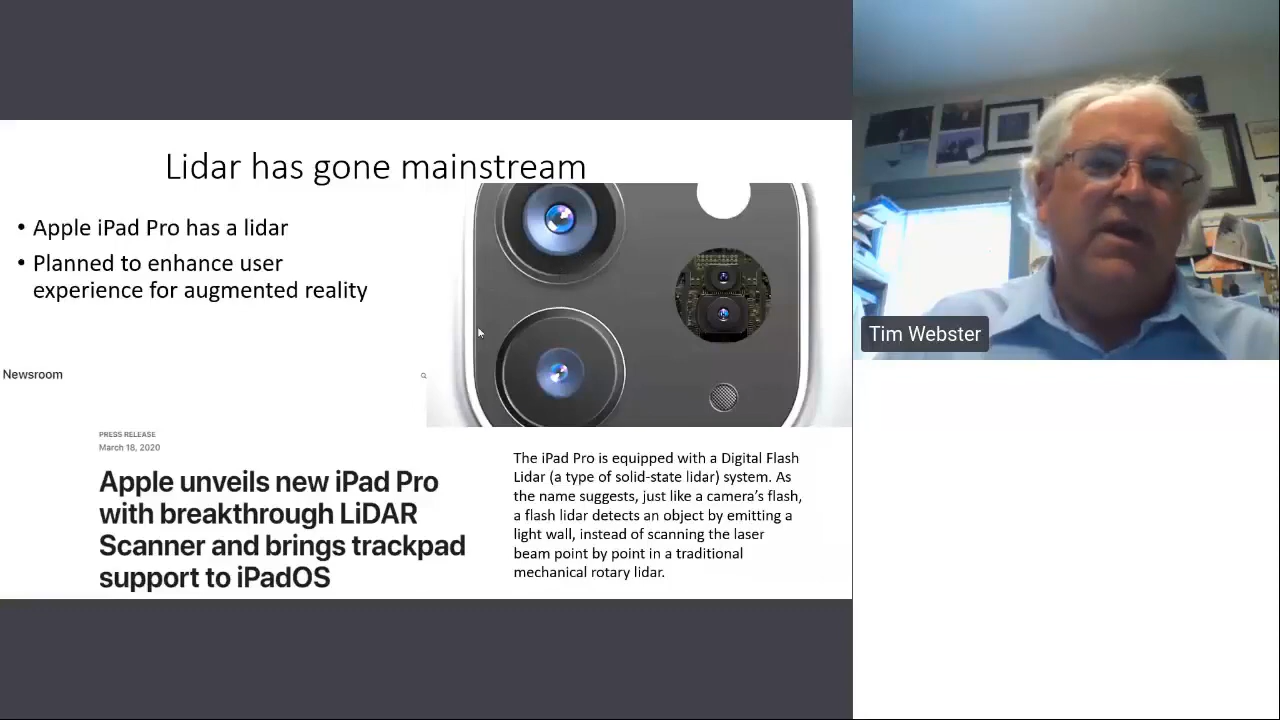 Lidar has gone mainstream
• Apple iPad Pro has a lidar
• Planned to enhance user
experience for augmented reality
Newsroom
PRESS RELEASE
March 18, 2020
Apple unveils new iPad Pro
with breakthrough LiDAR
Scanner and brings trackpad
support to iPadOS
The iPad Pro is equipped with a Digital Flash
Lidar (a type of solid-state lidar) system. As
the name suggests, just like a camera's flash,
a flash lidar detects an object by emitting a
light wall, instead of scanning the laser
beam point by point in a traditional
mechanical rotary lidar.
Tim Webster